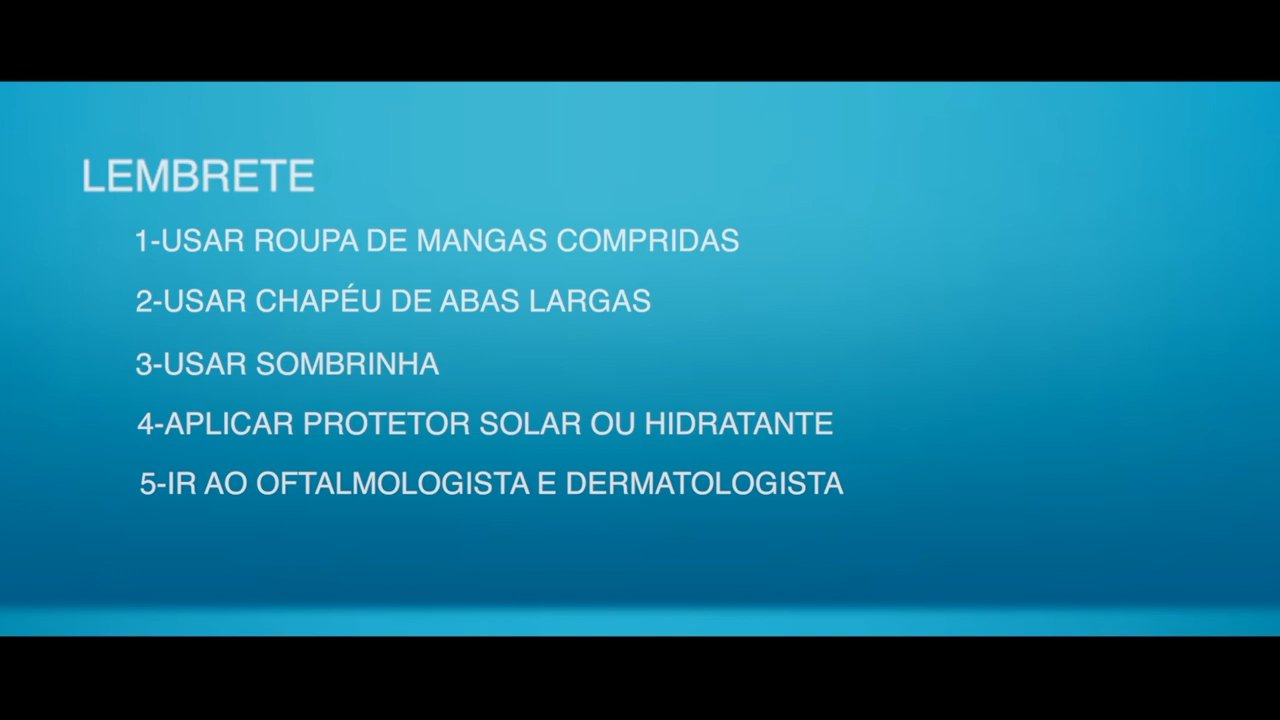 LEMBRETE
1-USAR ROUPA DE MANGAS COMPRIDAS
2-USAR CHAPÉU DE ABAS LARGAS
3-USAR SOMBRINHA
4-APLICAR PROTETOR SOLAR OU HIDRATANTE
5-IR AO OFTALMOLOGISTA E DERMATOLOGISTA